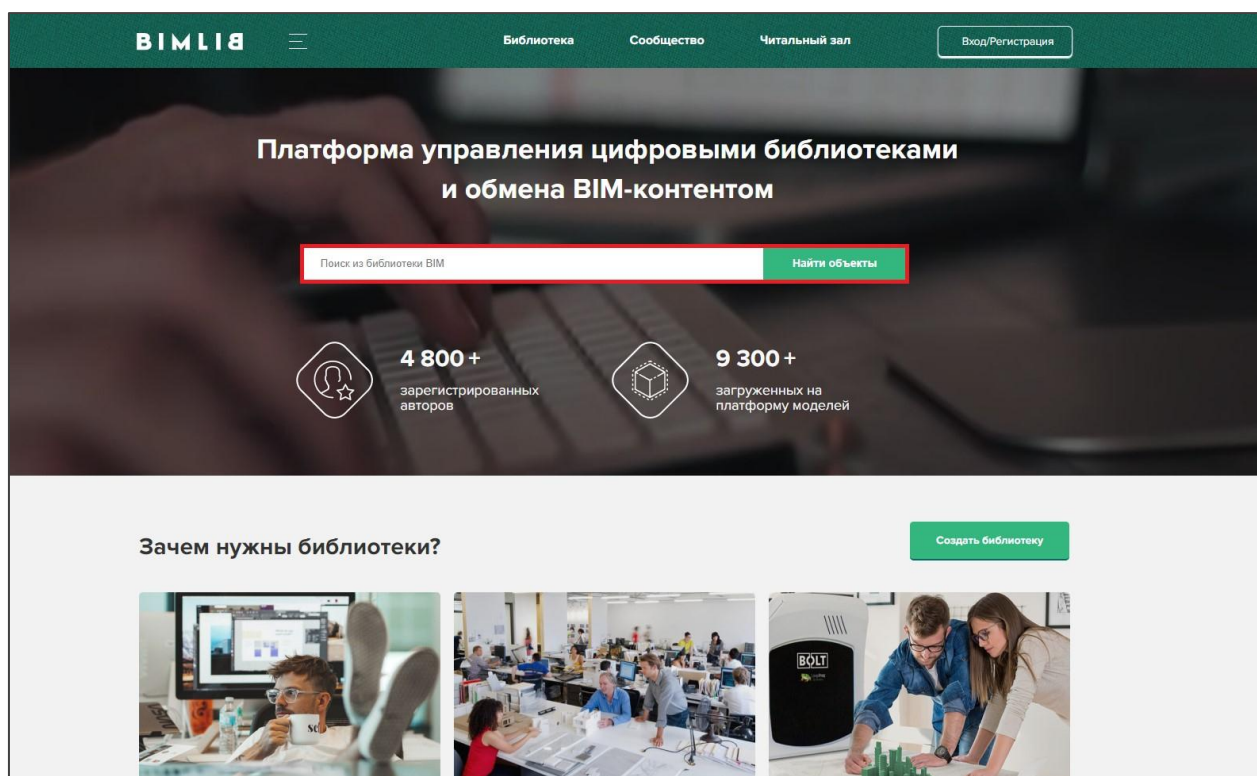 BIMLIB
Библиотека
Сообщество
Читальный зал
Вход/Регистрация
Платформа управления цифровыми библиотеками
и обмена BIM-контентом
Поиск из библиотеки BIM
Найти объекты
4 800 +
зарегистрированных
авторов
9 300 +
загруженных на
платформу моделей
Зачем нужны библиотеки?
Создать библиотеку
BOLT